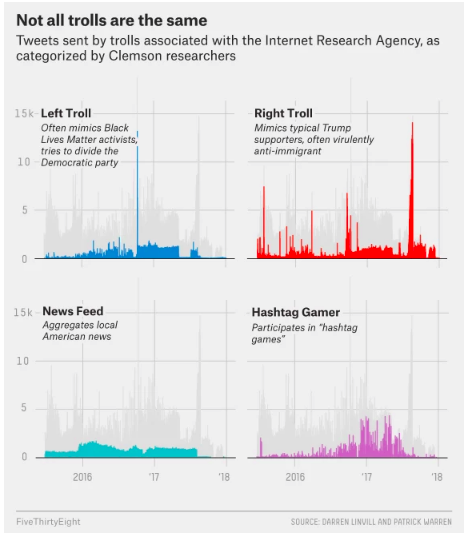 Not all trolls are the same
Tweets sent by trolls associated with the Internet Research Agency, as
categorized by Clemson researchers
15k
Left Troll
Often mimics Black
Lives Matter activists,
tries to divide the
Democratic party
10
5
0
Right Troll
Mimics typical Trump
supporters, often virulently
anti-immigrant
15k
News Feed
Aggregates local
American news
10
5
0
2016
'17
'18
Hashtag Gamer
Participates in "hashtag
games"
2016
'17
'18
FiveThirtyEight
SOURCE: DARREN LINVILL AND PATRICK WARREN